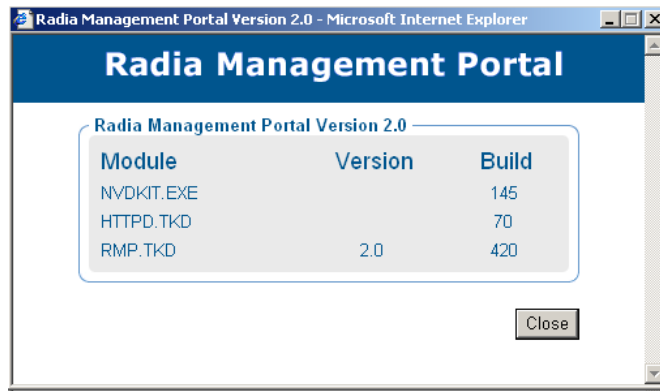 Radia Management Portal Version 2.0 - Microsoft Internet Explorer
Radia Management Portal
Radia Management Portal Version 2.0
Module Version Build
NVDKIT.EXE 145
HTTPD.TKD 70
RMP.TKD 2.0 420
Close